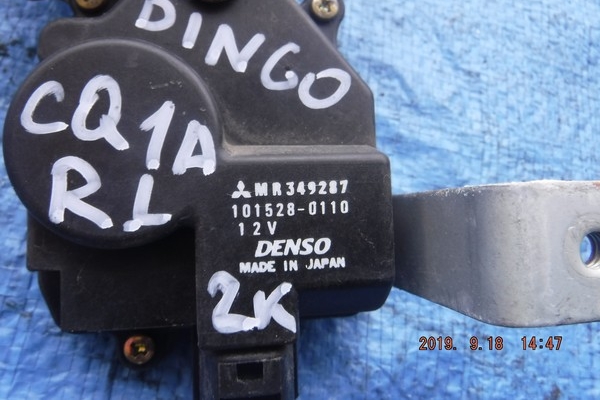 DINGO
CQ1A
RL
MR349287
101528-0110
12V
DENSO
MADE IN JAPAN
2K
2019. 9.18 14:47